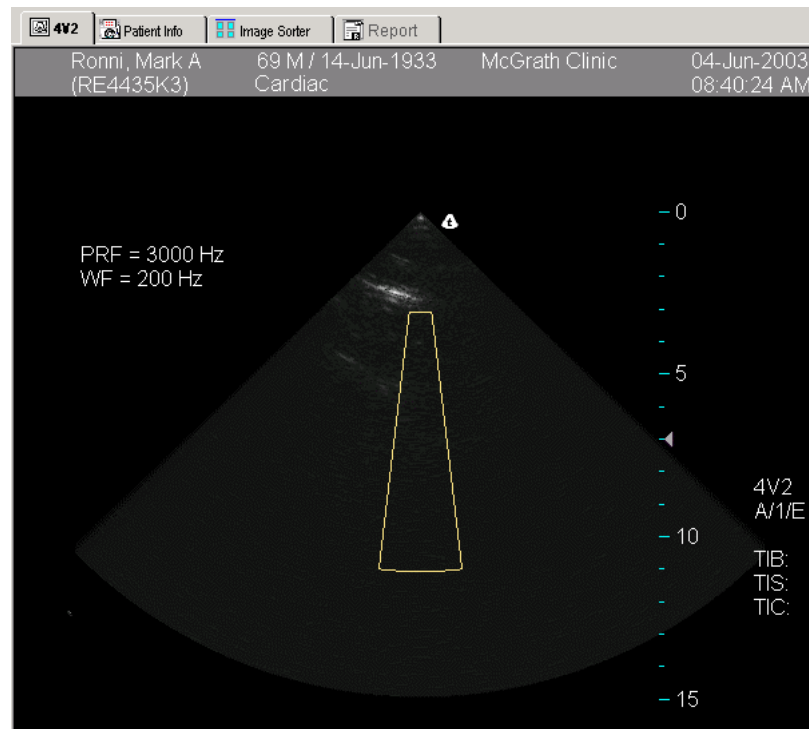 4V2 Patient Info Image Sorter Report
Ronni, Mark A 69 M / 14-Jun-1933 McGrath Clinic 04-Jun-2003
(RE4435K3) Cardiac 08:40:24 AM
t
0
PRF = 3000 Hz
WF = 200 Hz
5
4V2
A/1/E
10
TIB:
TIS:
TIC:
15